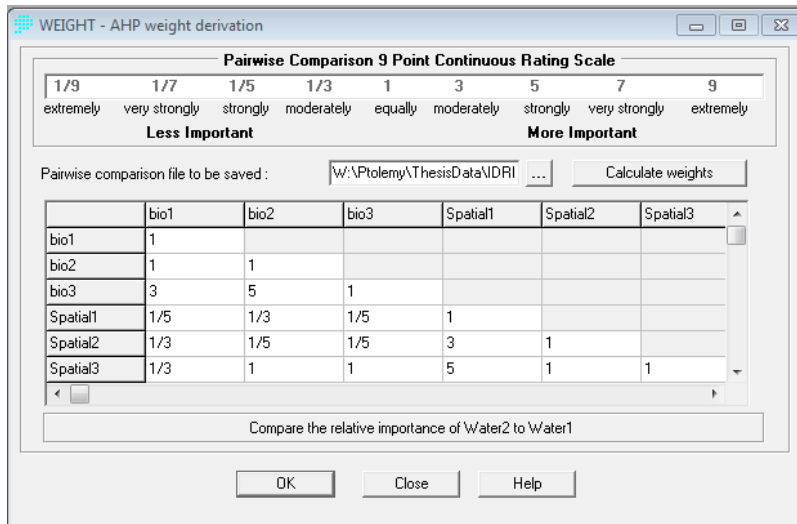 WEIGHT - AHP weight derivation
Pairwise Comparison 9 Point Continuous Rating Scale
1/9 1/7 1/5 1/3 1 3 5 7 9
extremely very strongly strongly moderately equally moderately strongly very strongly extremely
Less Important More Important
Pairwise comparison file to be saved : W:\Ptolemy\ThesisData\IDRI ... Calculate weights
bio1 bio2 bio3 Spatial1 Spatial2 Spatial3
bio1 1
bio2 1 1
bio3 3 5 1
Spatial1 1/5 1/3 1/5 1
Spatial2 1/3 1/5 1/5 3 1
Spatial3 1/3 1 1 5 1 1
Compare the relative importance of Water2 to Water1
OK Close Help